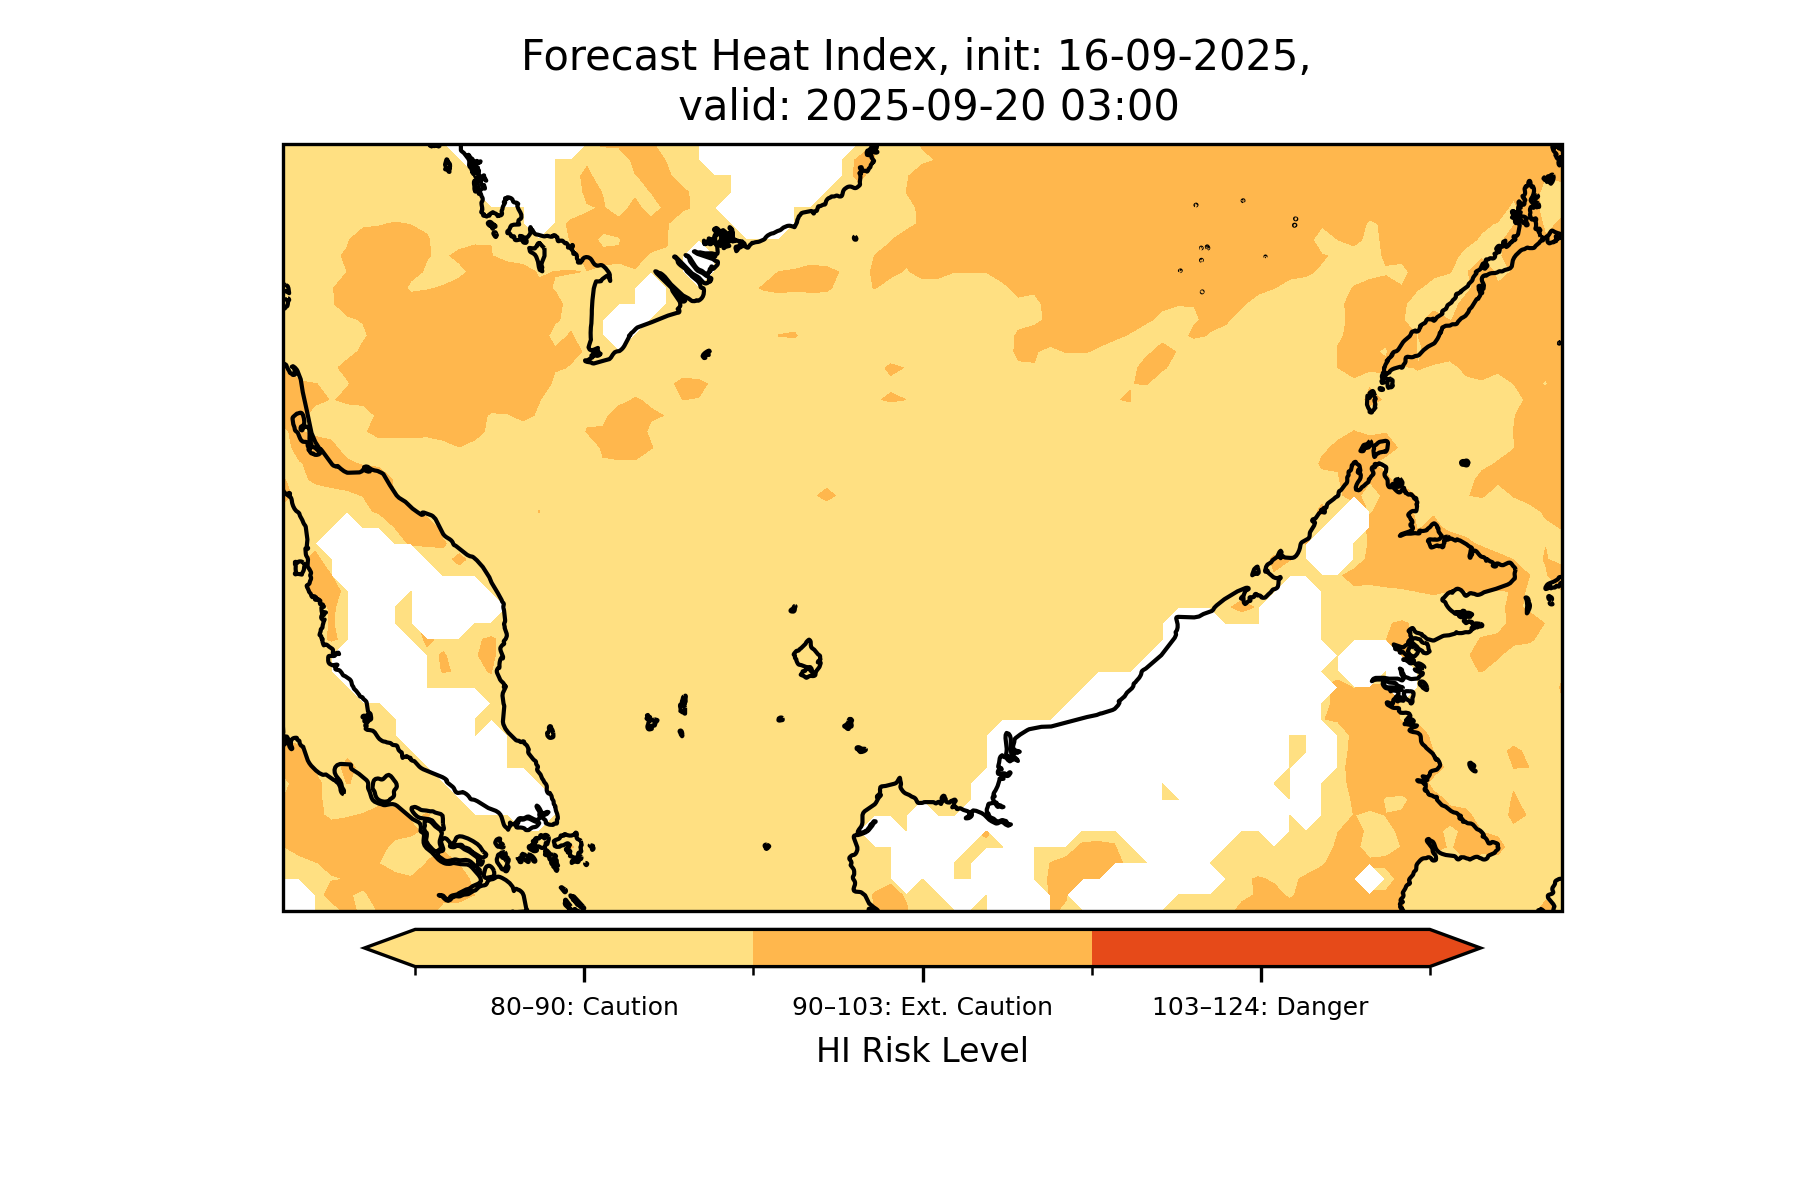 Forecast Heat Index, init: 16-09-2025,
valid: 2025-09-20 03:00
80–90: Caution
90–103: Ext. Caution
103–124: Danger
HI Risk Level